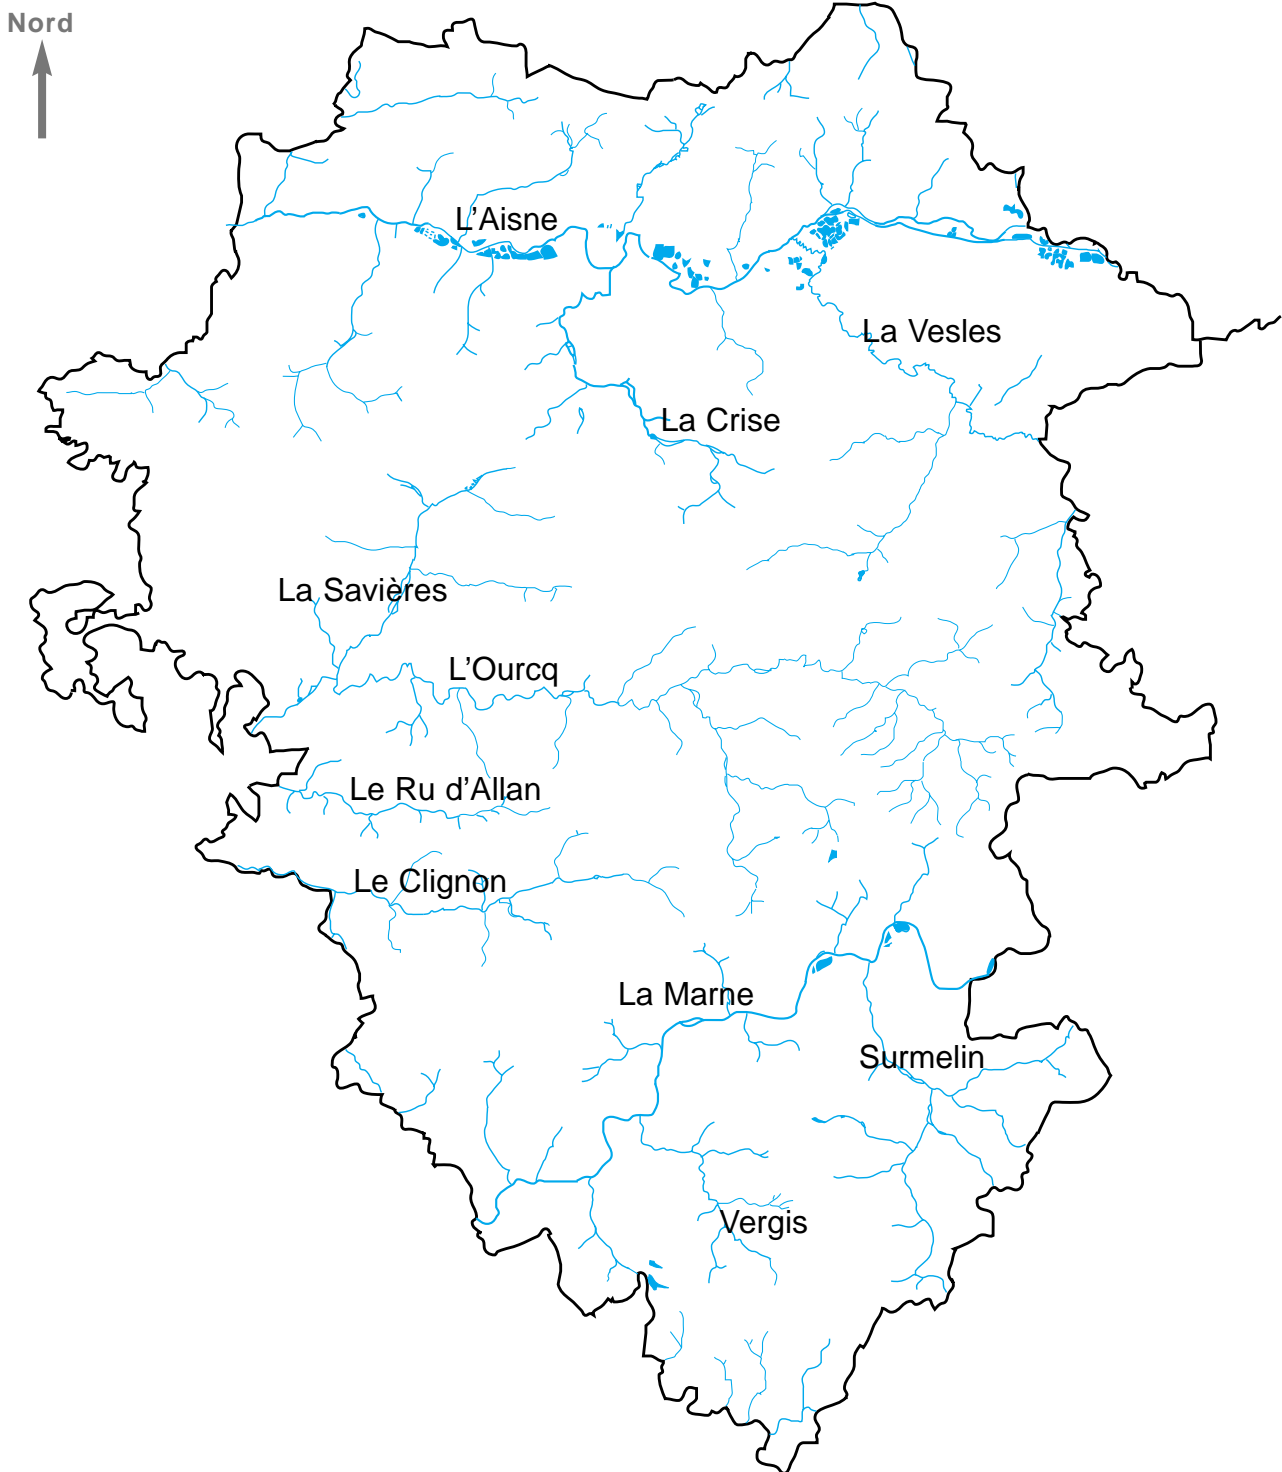 Nord
L'Aisne
La Vesles
La Crise
La Savières
L'Ourcq
Le Ru d'Allan
Le Clignon
La Marne
Surmelin
Vergis